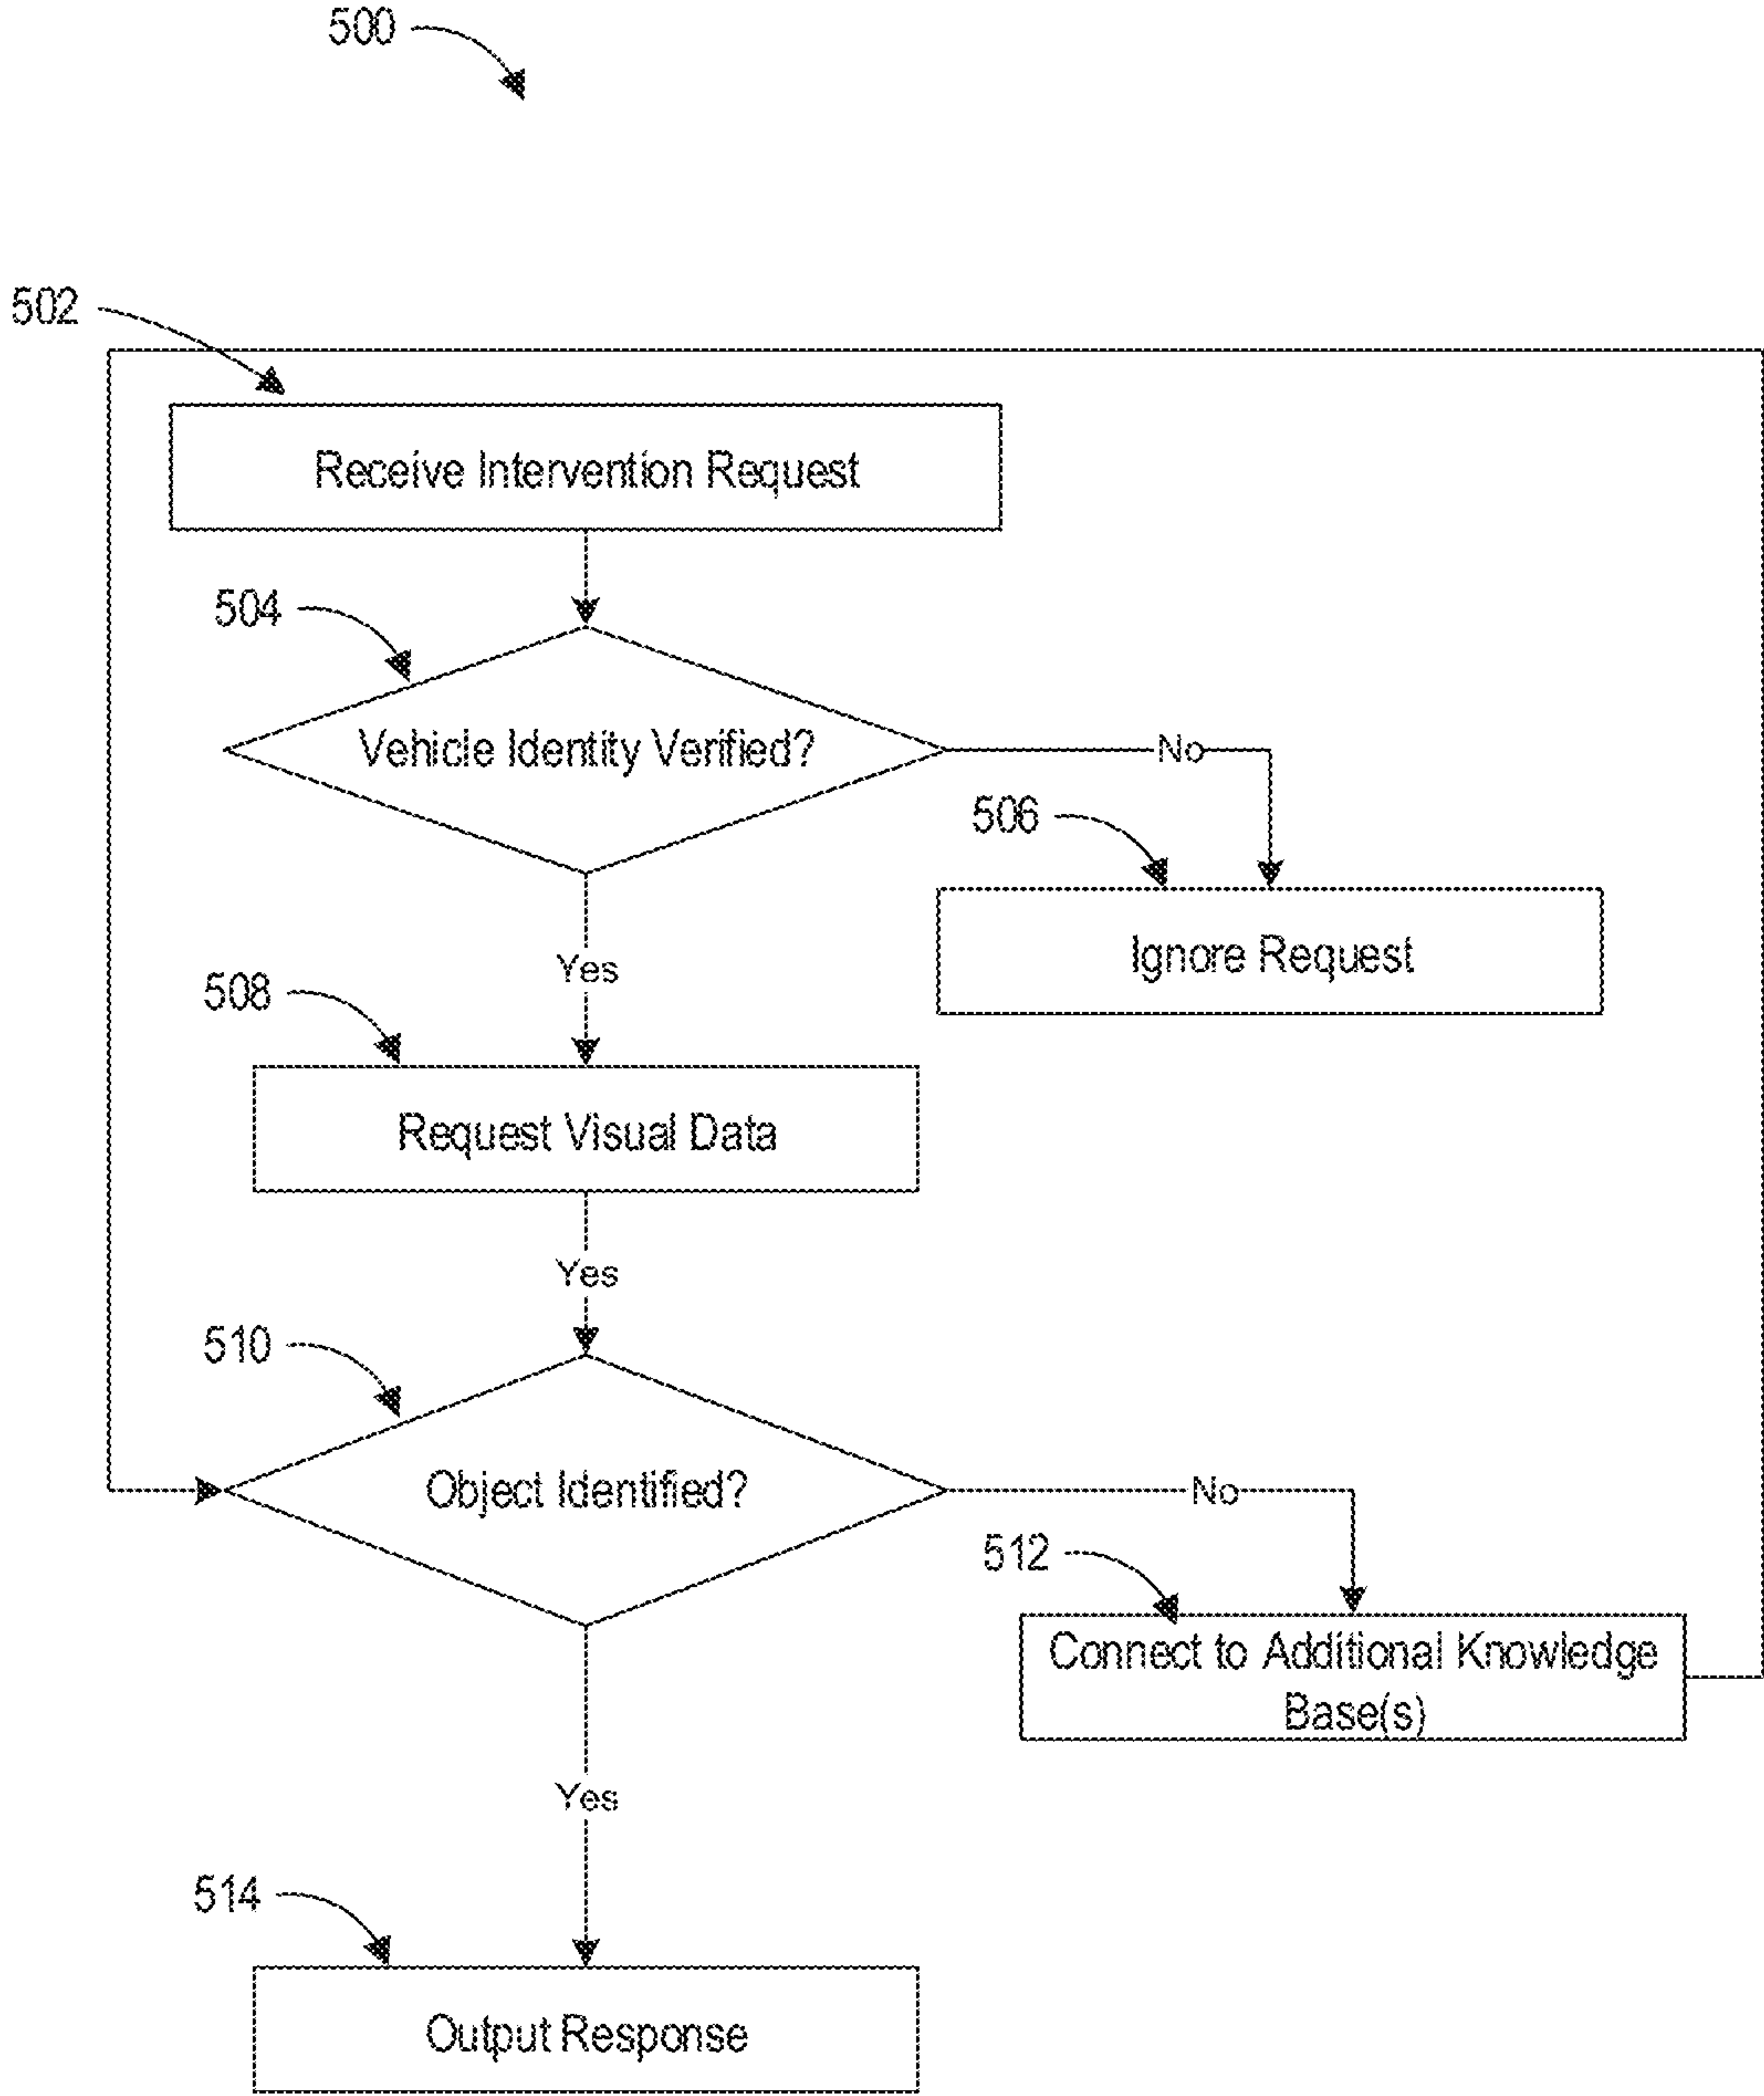 500
502
Receive Intervention Request
504
Vehicle Identity Verified?
No
506
Ignore Request
Yes
508
Request Visual Data
Yes
510
Object Identified?
No
512
Connect to Additional Knowledge
Base(s)
Yes
514
Output Response